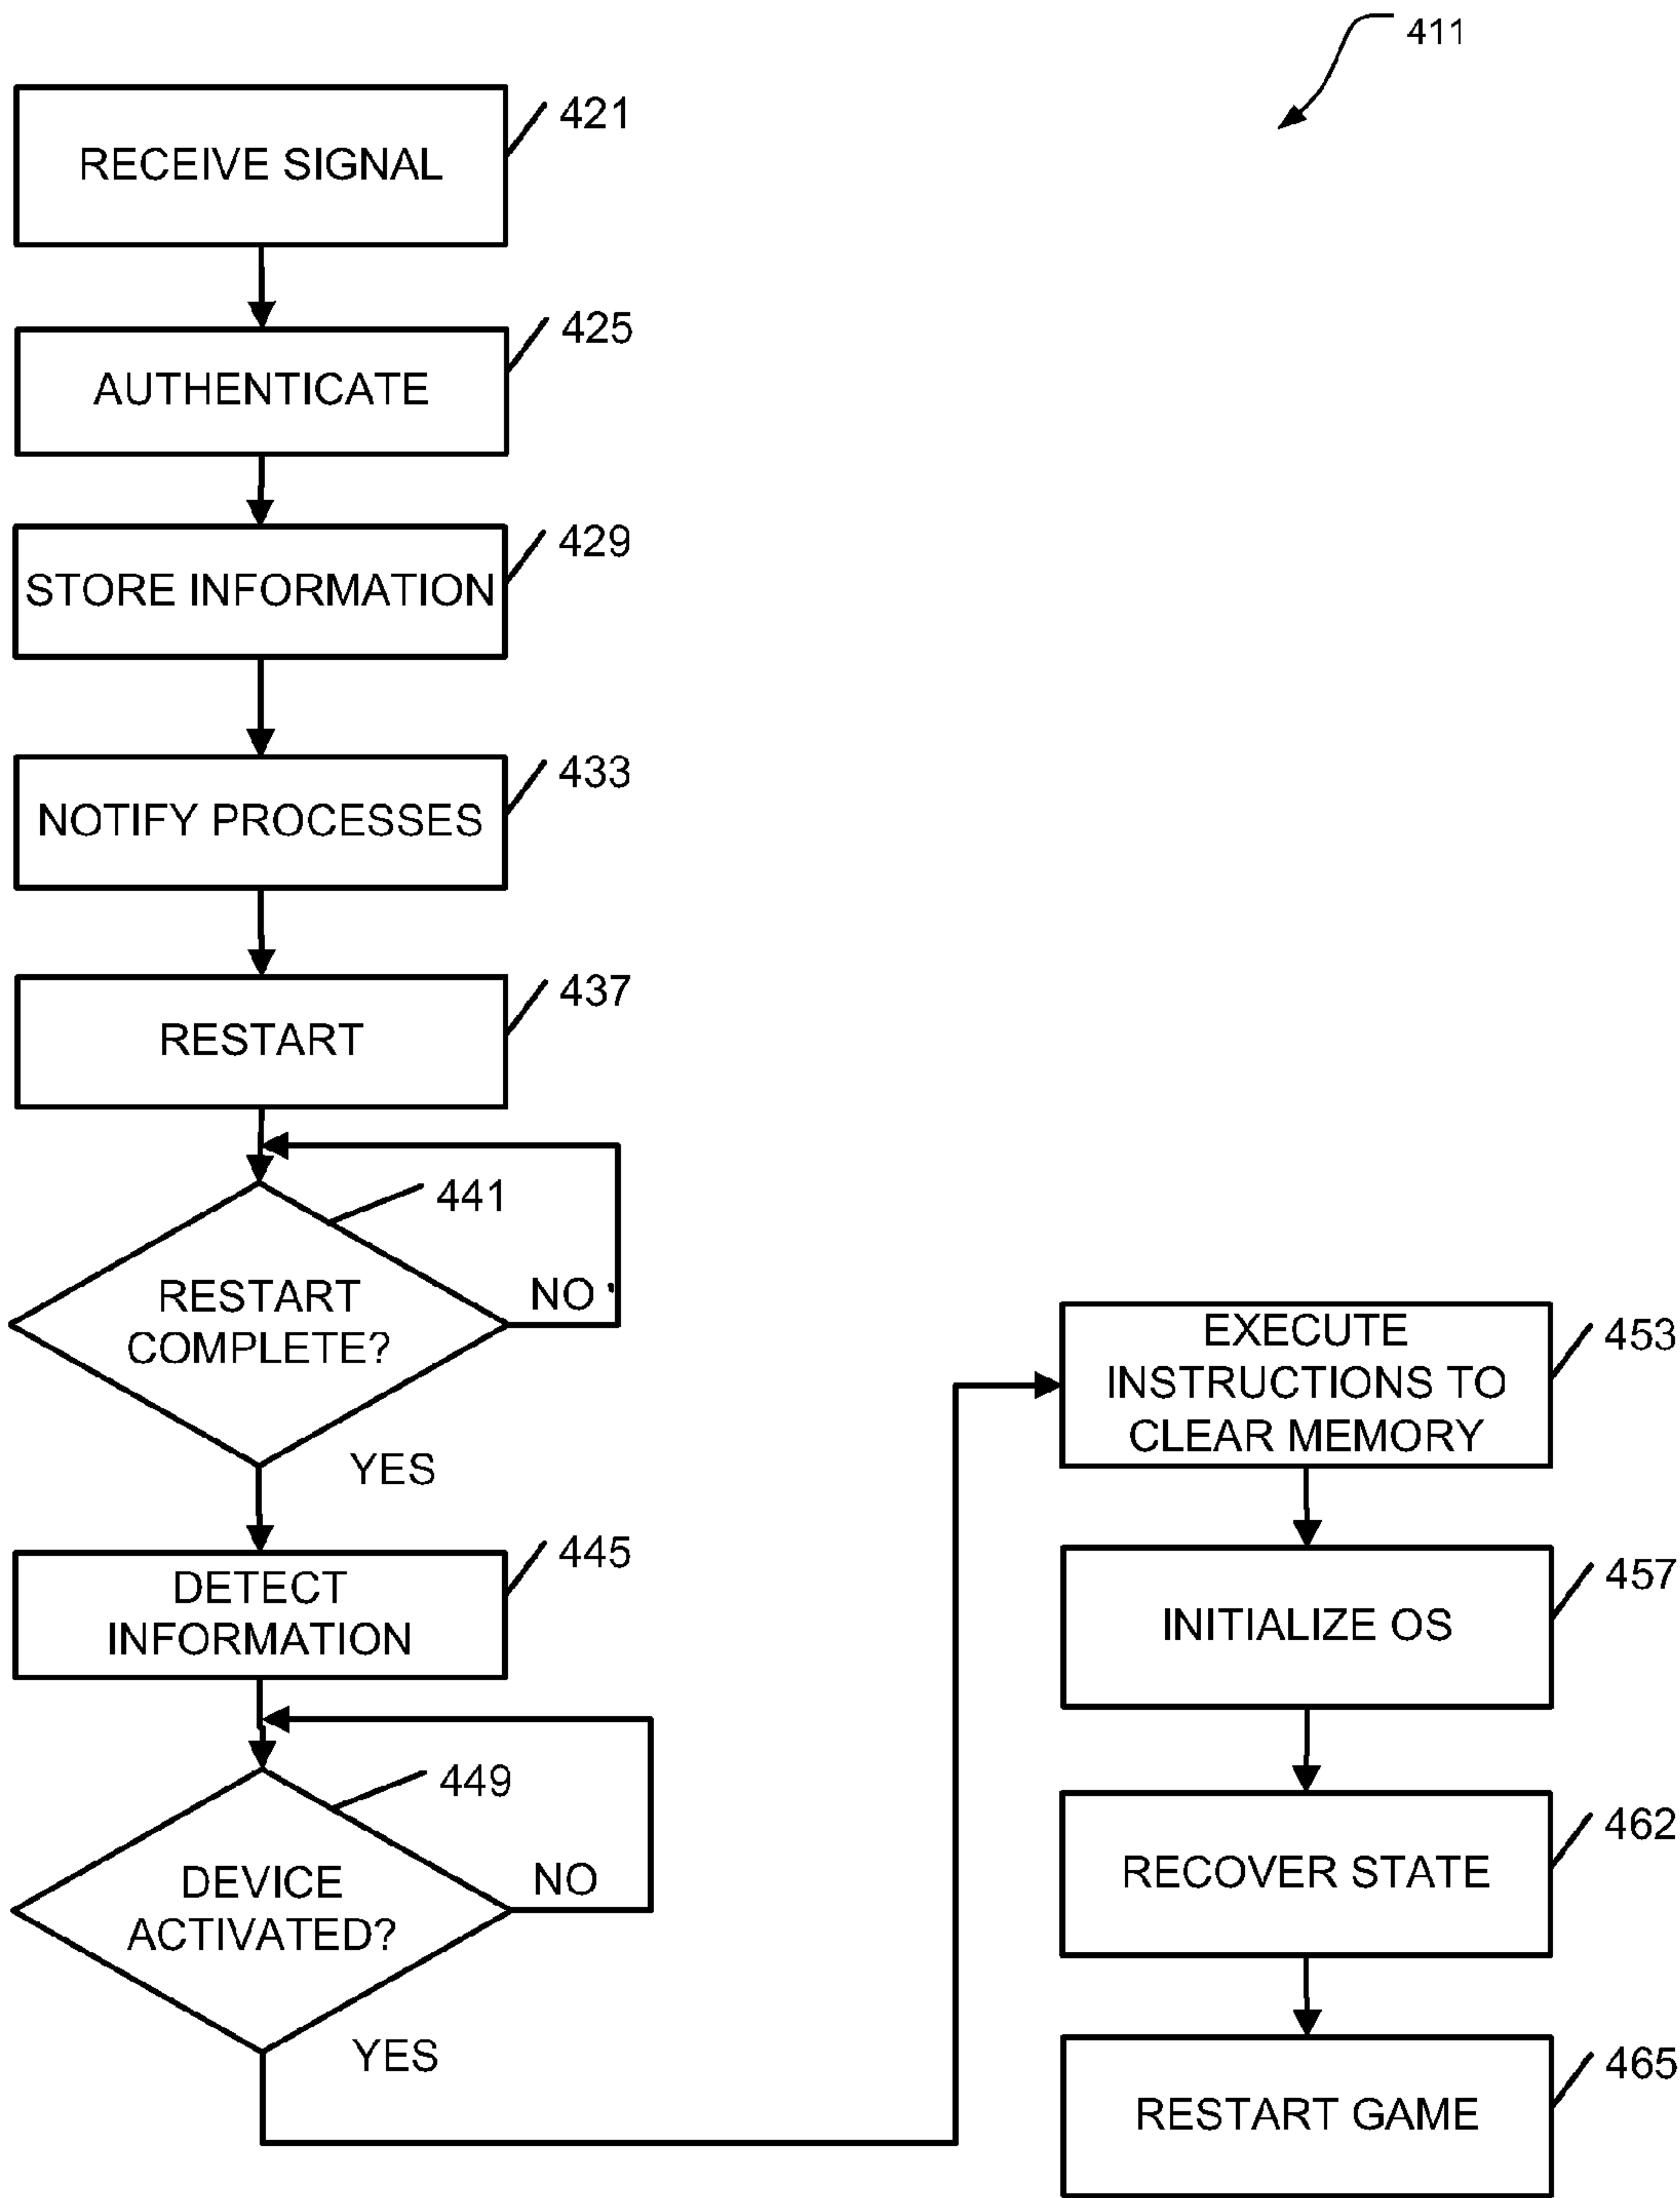 411
RECEIVE SIGNAL
421
AUTHENTICATE
425
STORE INFORMATION
429
NOTIFY PROCESSES
433
RESTART
437
RESTART
COMPLETE?
441
NO
YES
DETECT
INFORMATION
445
DEVICE
ACTIVATED?
449
NO
YES
EXECUTE
INSTRUCTIONS TO
CLEAR MEMORY
453
INITIALIZE OS
457
RECOVER STATE
462
RESTART GAME
465